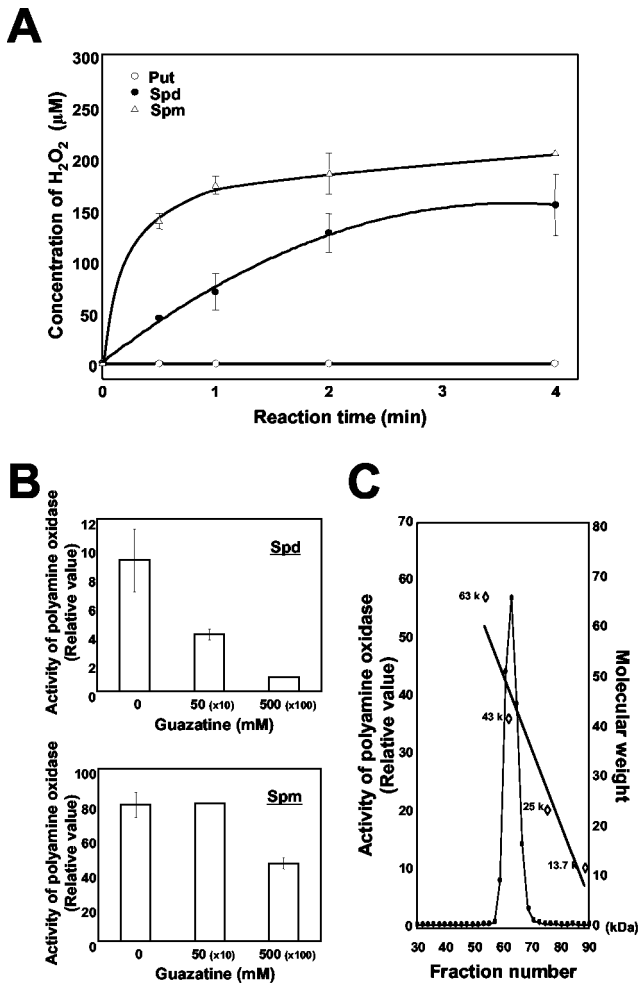 A
Concentration of H2O2 (μM)
300
250
200
150
100
50
0
Put
Spd
Spm
0 1 2 3 4
Reaction time (min)
B
Activity of polyamine oxidase
(Relative value)
12
10
8
6
4
2
0
Spd
0 50 (x10) 500 (x100)
Guazatine (mM)
Activity of polyamine oxidase
(Relative value)
100
80
60
40
20
0
Spm
0 50 (x10) 500 (x100)
Guazatine (mM)
C
Activity of polyamine oxidase
(Relative value)
70
60
50
40
30
20
10
0
63 k
43 k
25 k
13.7 k
80
70
60
50
40
30
20
10
0 (kDa)
Molecular weight
30 40 50 60 70 80 90
Fraction number